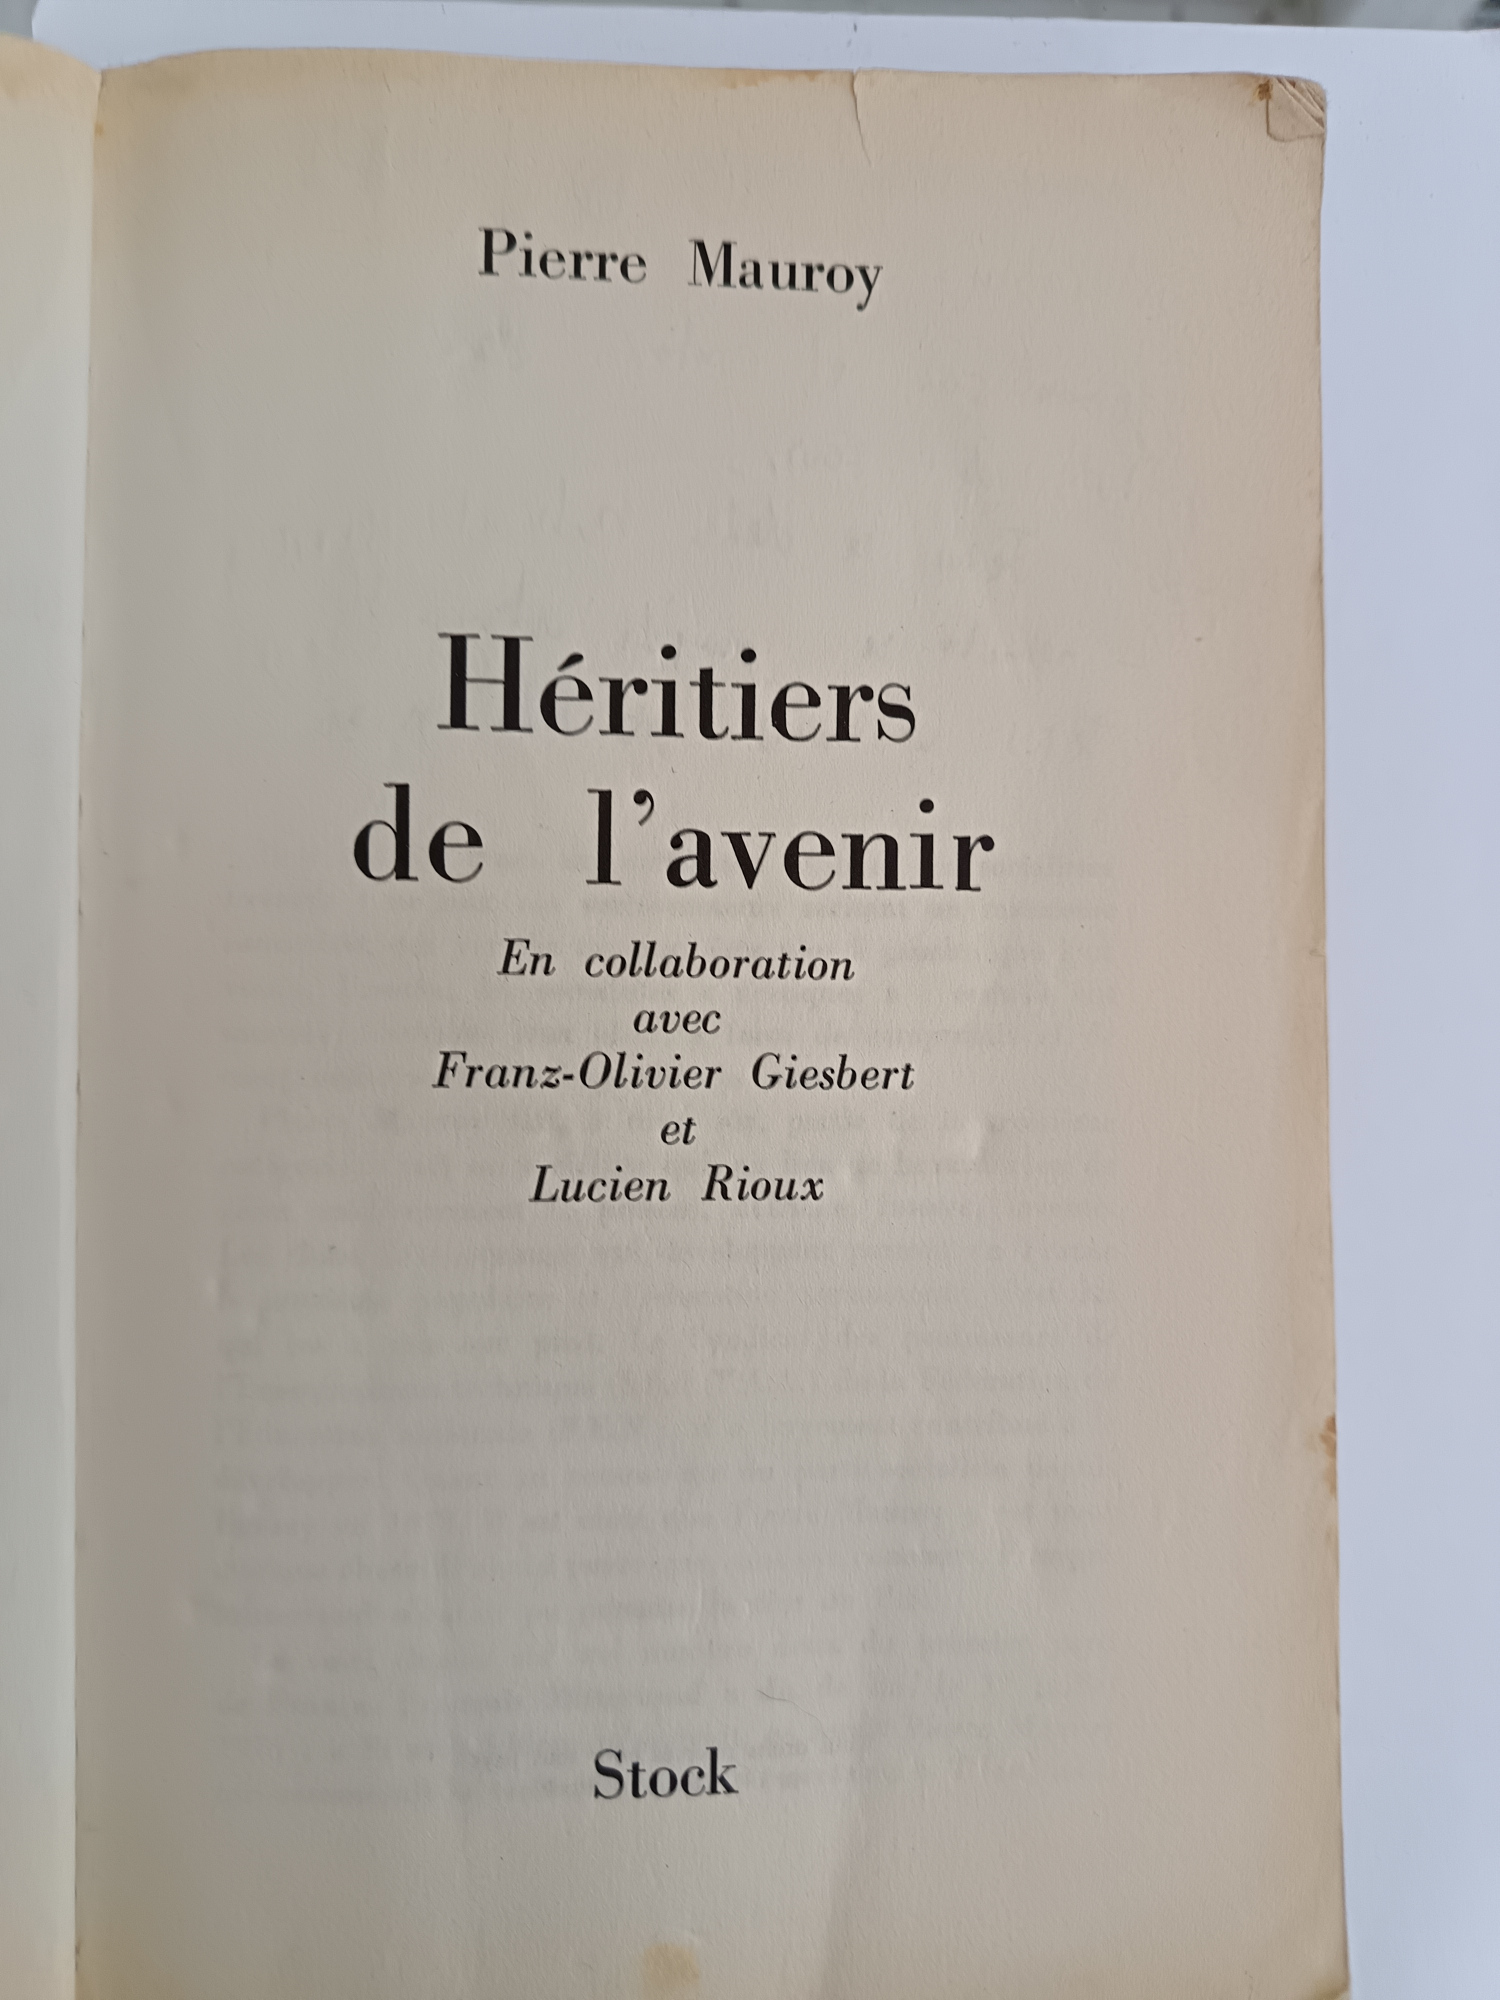 Pierre Mauroy
Héritiers
de l'avenir
En collaboration
avec
Franz-Olivier Giesbert
et
Lucien Rioux
Stock